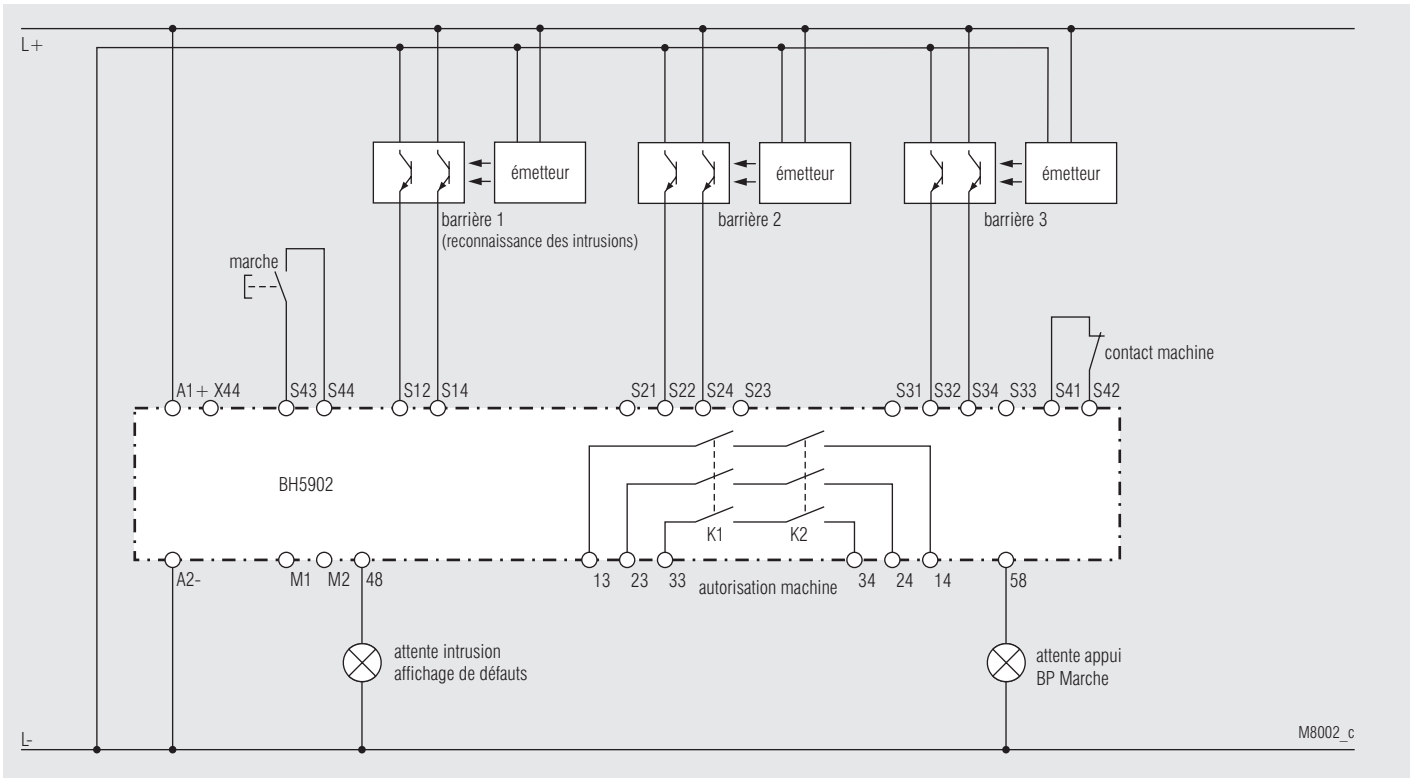 L+
émetteur
émetteur
émetteur
barrière 1
(reconnaissance des intrusions)
barrière 2
barrière 3
marche
contact machine
A1+ X44 S43 S44 S12 S14 S21 S22 S24 S23 S31 S32 S34 S33 S41 S42
BH5902
K1 K2
A2- M1 M2 48 13 23 33 autorisation machine 34 24 14 58
attente intrusion
affichage de défauts
attente appui
BP Marche
L-
M8002_c